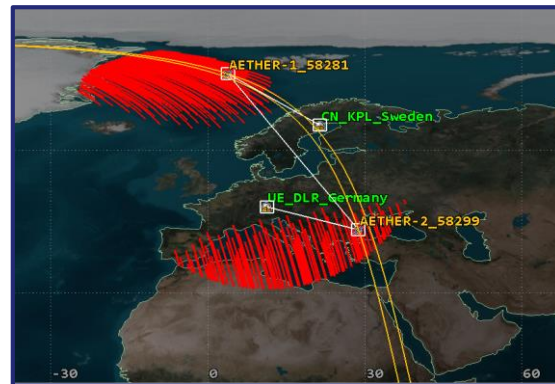 AETHER-1_58281
CN_KPL_Sweden
UE_DLR_Germany
AETHER-2_58299
-30
0
30
60